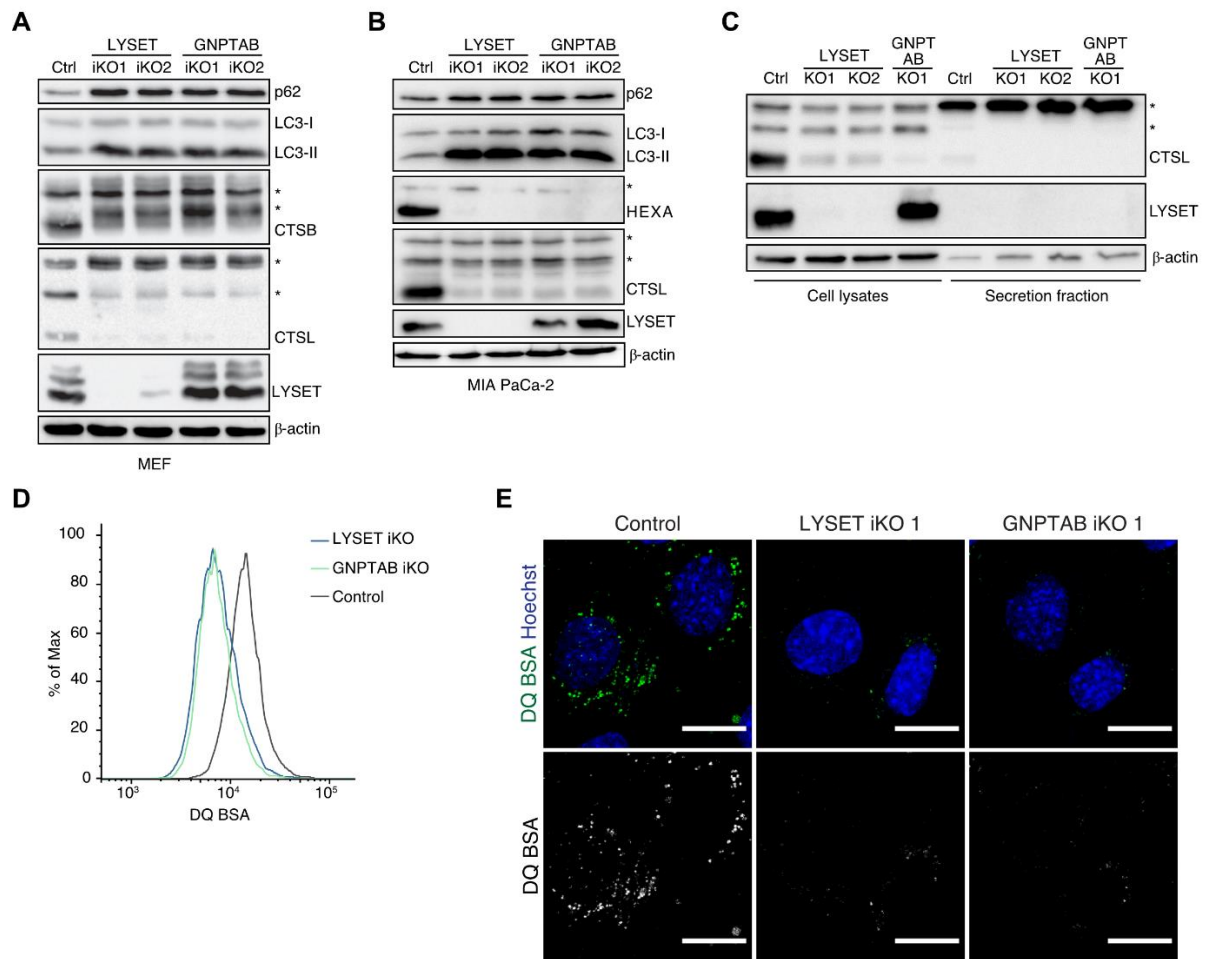 A
LYSET GNPTAB
Ctrl iKO1 iKO2 iKO1 iKO2
p62
LC3-I
LC3-II
*
*
CTSB
*
*
CTSL
LYSET
β-actin
MEF
B
LYSET GNPTAB
Ctrl iKO1 iKO2 iKO1 iKO2
p62
LC3-I
LC3-II
*
HEXA
*
*
CTSL
LYSET
β-actin
MIA PaCa-2
C
LYSET GNPT AB LYSET GNPT AB
Ctrl KO1 KO2 KO1 Ctrl KO1 KO2 KO1
*
*
CTSL
LYSET
β-actin
Cell lysates Secretion fraction
D
% of Max
100
80
60
40
20
0
10³ 10⁴ 10⁵
DQ BSA
LYSET iKO
GNPTAB iKO
Control
E
Control LYSET iKO 1 GNPTAB iKO 1
DQ BSA Hoechst
DQ BSA